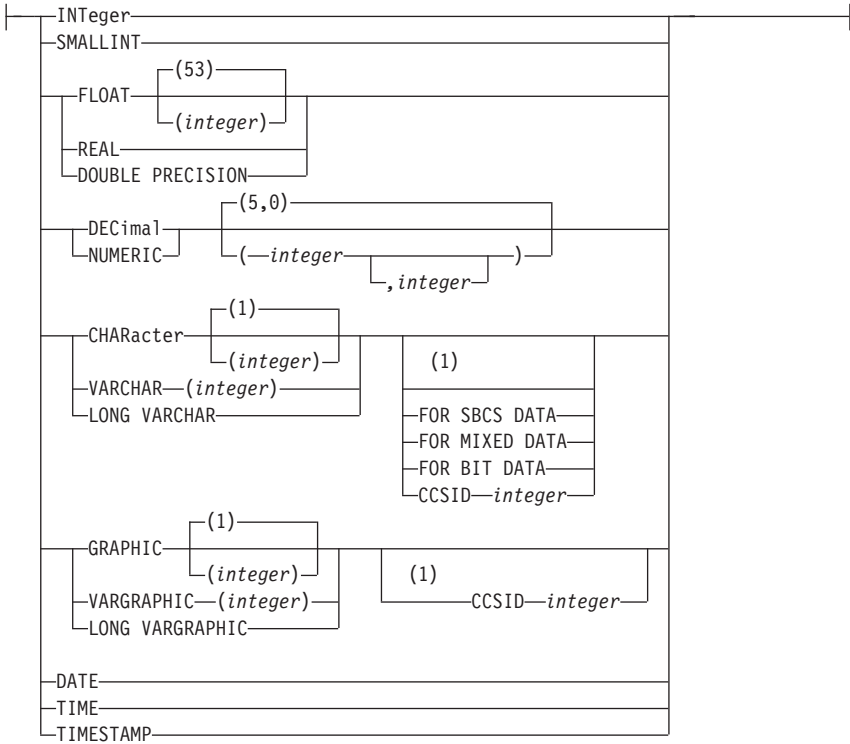 INTeger
SMALLINT
(53)
FLOAT
(integer)
REAL
DOUBLE PRECISION
(5,0)
DECimal
NUMERIC
( integer )
,integer
(1)
CHARacter
(integer)
(1)
VARCHAR (integer)
LONG VARCHAR
FOR SBCS DATA
FOR MIXED DATA
FOR BIT DATA
CCSID integer
(1)
GRAPHIC
(integer)
(1)
VARGRAPHIC (integer)
CCSID integer
LONG VARGRAPHIC
DATE
TIME
TIMESTAMP